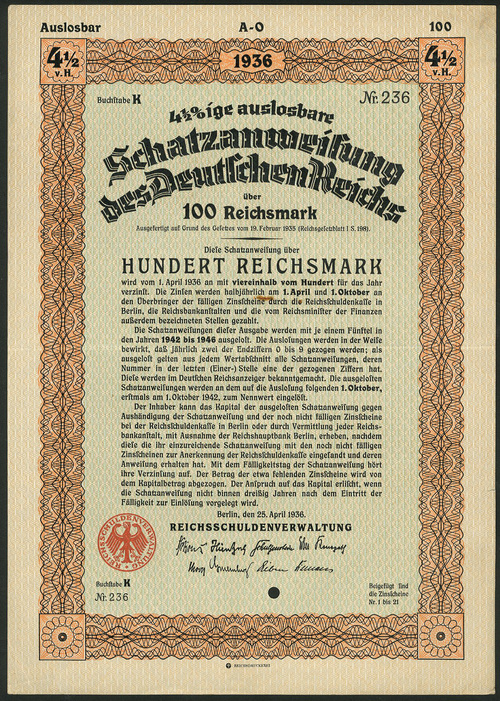 Auslosbar A-O 100
4½ v.H. 1936 4½ v.H.
Buchstabe K Nr. 236
4½%ige auslosbare
Schatzanweisung
des Deutschen Reichs
über
100 Reichsmark
Ausgefertigt auf Grund des Gesetzes vom 19. Februar 1935 (Reichsgesetzblatt I S. 198).
Diese Schatzanweisung über
HUNDERT REICHSMARK
wird vom 1. April 1936 an mit viereinhalb vom Hundert für das Jahr
verzinst. Die Zinsen werden halbjährlich am 1. April und 1. Oktober an
den Überbringer der fälligen Zinsscheine durch die Reichsschuldenkasse in
Berlin, die Reichsbankanstalten und die vom Reichsminister der Finanzen
außerdem bezeichneten Stellen gezahlt.
Die Schatzanweisungen dieser Ausgabe werden mit je einem Fünftel in
den Jahren 1942 bis 1946 ausgelost. Die Auslosungen werden in der Weise
bewirkt, daß jährlich zwei der Endziffern 0 bis 9 gezogen werden; als
ausgelost gelten aus jedem Wertabschnitt alle Schatzanweisungen, deren
Nummer in der letzten (Einer-) Stelle eine der gezogenen Ziffern hat.
Diese werden im Deutschen Reichsanzeiger bekanntgemacht. Die ausgelosten
Schatzanweisungen werden an dem auf die Auslosung folgenden 1. Oktober,
erstmals am 1. Oktober 1942, zum Nennwert eingelöst.
Der Inhaber kann das Kapital der ausgelosten Schatzanweisung gegen
Aushändigung der Schatzanweisung und der noch nicht fälligen Zinsscheine
bei der Reichsschuldenkasse in Berlin oder durch Vermittlung jeder Reichs-
bankanstalt, mit Ausnahme der Reichshauptbank Berlin, erheben, nachdem
diese die ihr einzureichende Schatzanweisung mit den noch nicht fälligen
Zinsscheinen zur Anerkennung der Reichsschuldenkasse eingesandt und deren
Anweisung erhalten hat. Mit dem Fälligkeitstag der Schatzanweisung hört
ihre Verzinsung auf. Der Betrag der etwa fehlenden Zinsscheine wird von
dem Kapitalbetrag abgezogen. Der Anspruch auf das Kapital erlischt, wenn
die Schatzanweisung nicht binnen dreißig Jahren nach dem Eintritt der
Fälligkeit zur Einlösung vorgelegt wird.
Berlin, den 25. April 1936.
REICHSSCHULDENVERWALTUNG
REICHSSCHULDENVERWALTUNG
Buchstabe K
Nr. 236
Beigefügt sind
die Zinsscheine
Nr. 1 bis 21
REICHSDRUCKEREI